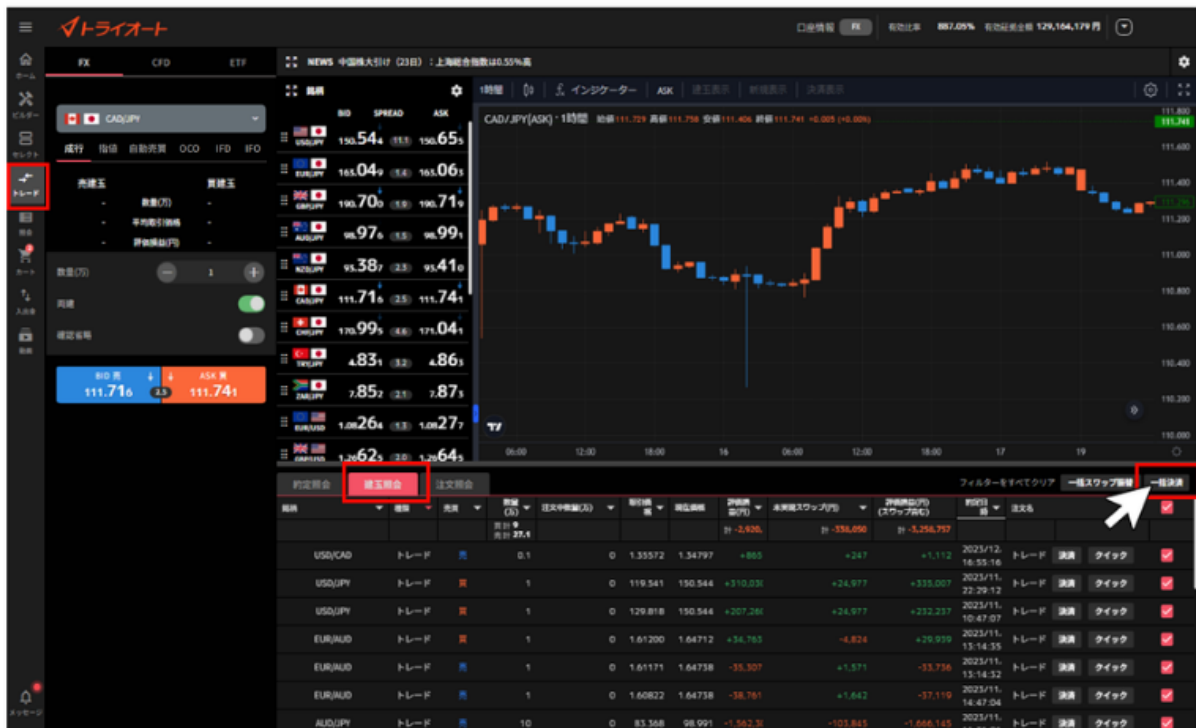 トライオート
口座情報 FX 有効比率 887.05% 有効証拠金額 129,164,179 円
ホーム
ビルダー
セレクト
トレード
照会
カート
入出金
動画
メッセージ
FX CFD ETF
CAD/JPY
成行 指値 自動売買 OCO IFD IFO
売建玉 買建玉
- 数量(万) -
- 平均取引価格 -
- 評価損益(円) -
数量(万) 1
両建
確認省略
BID 売 ASK 買
111.716 2.5 111.741
NEWS 中国株大引け（23日）：上海総合指数は0.55%高
銘柄
BID SPREAD ASK
USD/JPY 150.544 11.1 150.655
EUR/JPY 163.049 1.4 163.063
GBP/JPY 190.700 1.9 190.719
AUD/JPY 98.976 1.5 98.991
NZD/JPY 93.387 2.3 93.410
CAD/JPY 111.716 2.5 111.741
CHF/JPY 170.995 4.6 171.041
TRY/JPY 4.831 3.2 4.863
ZAR/JPY 7.852 2.1 7.873
EUR/USD 1.08264 1.3 1.08277
GBP/USD 1.26625 2.0 1.26645
1時間 インジケーター ASK 建玉表示 新規表示 決済表示
CAD/JPY(ASK)・1時間 始値111.729 高値111.758 安値111.406 終値111.741 +0.005 (+0.00%)
111.800
111.741
111.600
111.400
111.200
111.000
110.800
110.600
110.400
110.200
110.000
06:00 12:00 18:00 16 06:00 12:00 18:00 17 19
約定照会 建玉照会 注文照会 フィルターをすべてクリア 一括スワップ振替 一括決済
銘柄 種類 売買 数量(万) 注文中数量(万) 取引価格 現在価格 評価損益(円) 未実現スワップ(円) 評価損益(円)(スワップ含む) 約定日時 注文名
買計 9
売計 27.1 計 -2,920, 計 -338,050 計 -3,258,757
USD/CAD トレード 売 0.1 0 1.35572 1.34797 +865 +247 +1,112 2023/12. 16:55:16 トレード 決済 クイック
USD/JPY トレード 買 1 0 119.541 150.544 +310,030 +24,977 +335,007 2023/11. 22:29:12 トレード 決済 クイック
USD/JPY トレード 買 1 0 129.818 150.544 +207,260 +24,977 +232,237 2023/11. 10:47:07 トレード 決済 クイック
EUR/AUD トレード 買 1 0 1.61200 1.64712 +34,763 -4,824 +29,939 2023/11. 13:14:35 トレード 決済 クイック
EUR/AUD トレード 売 1 0 1.61171 1.64738 -35,307 +1,571 -33,736 2023/11. 13:14:32 トレード 決済 クイック
EUR/AUD トレード 売 1 0 1.60822 1.64738 -38,761 +1,642 -37,119 2023/11. 14:47:04 トレード 決済 クイック
AUD/JPY トレード 売 10 0 83.368 98.991 -1,562,30 -103,845 -1,666,145 2023/11. トレード 決済 クイック